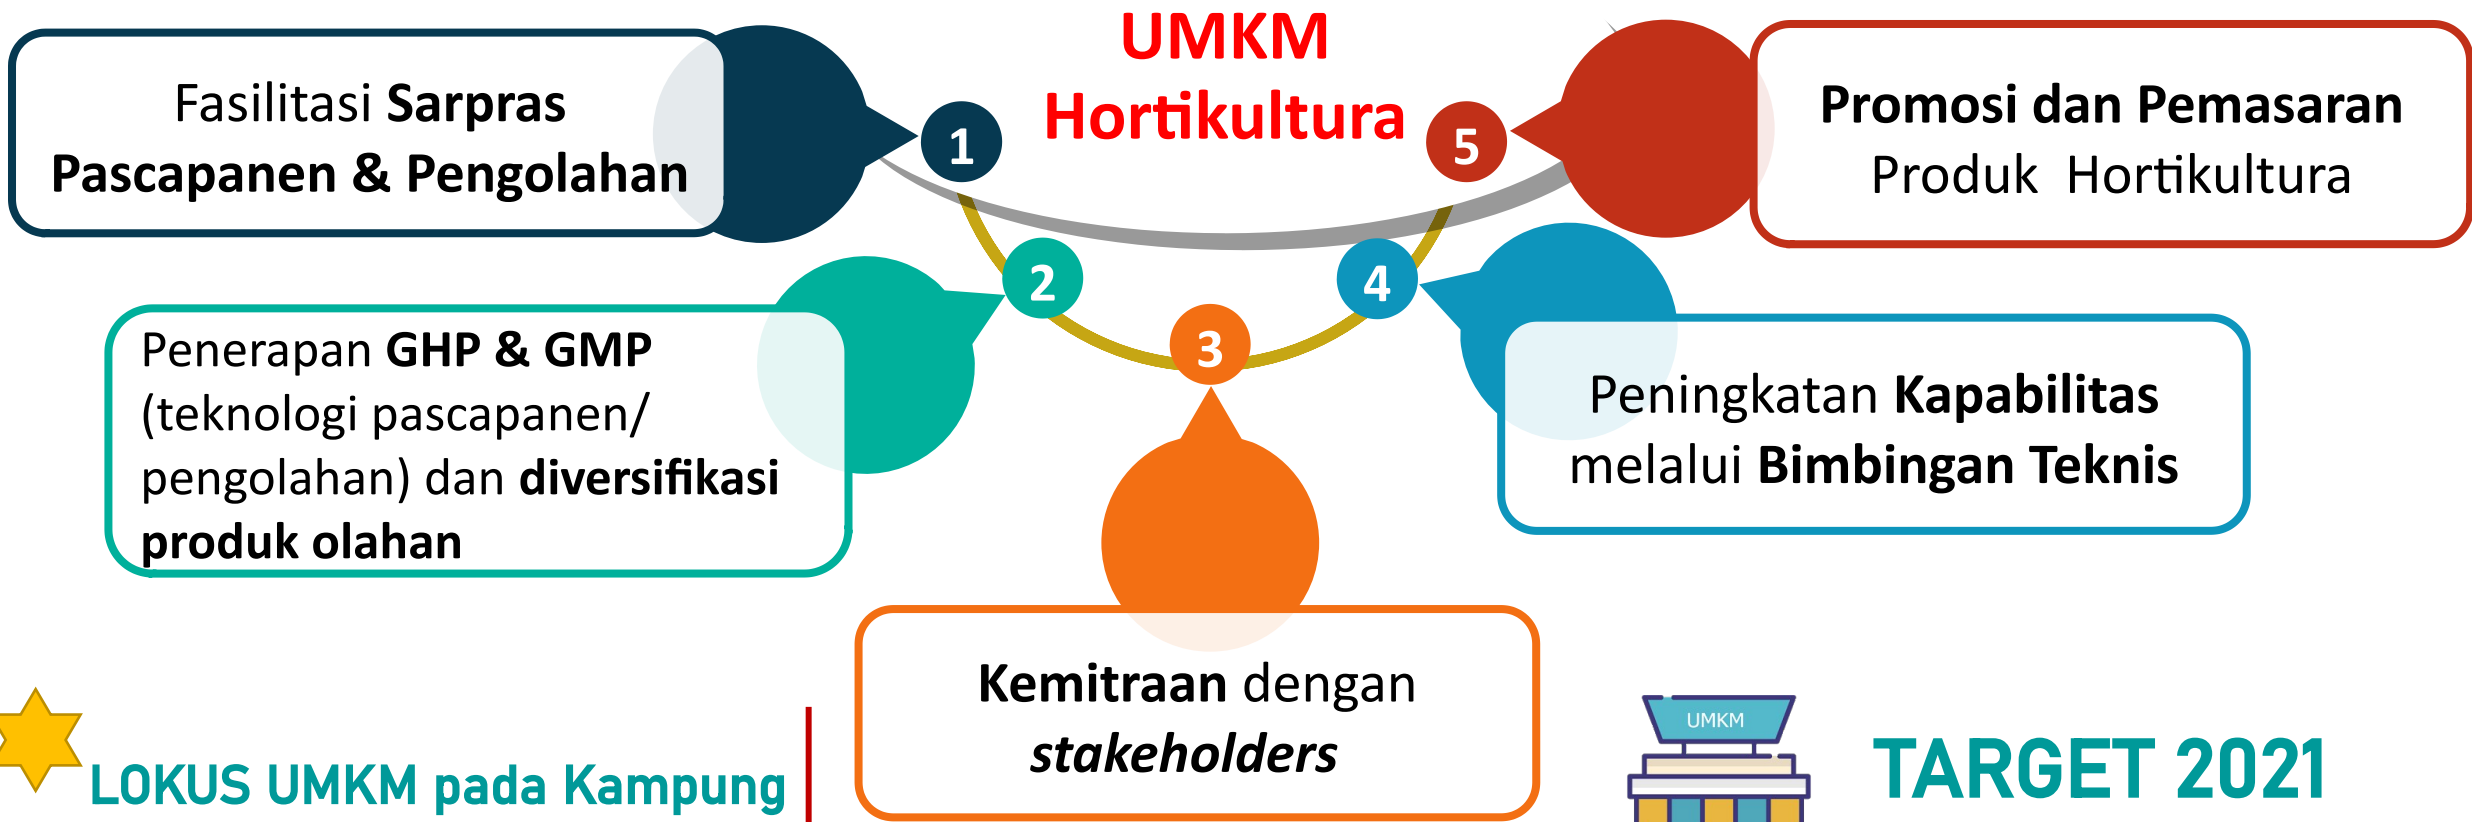 UMKM
Hortikultura
1
Fasilitasi Sarpras
Pascapanen & Pengolahan
2
Penerapan GHP & GMP
(teknologi pascapanen/
pengolahan) dan diversifikasi
produk olahan
3
Kemitraan dengan
stakeholders
4
Peningkatan Kapabilitas
melalui Bimbingan Teknis
5
Promosi dan Pemasaran
Produk Hortikultura
LOKUS UMKM pada Kampung
UMKM
TARGET 2021